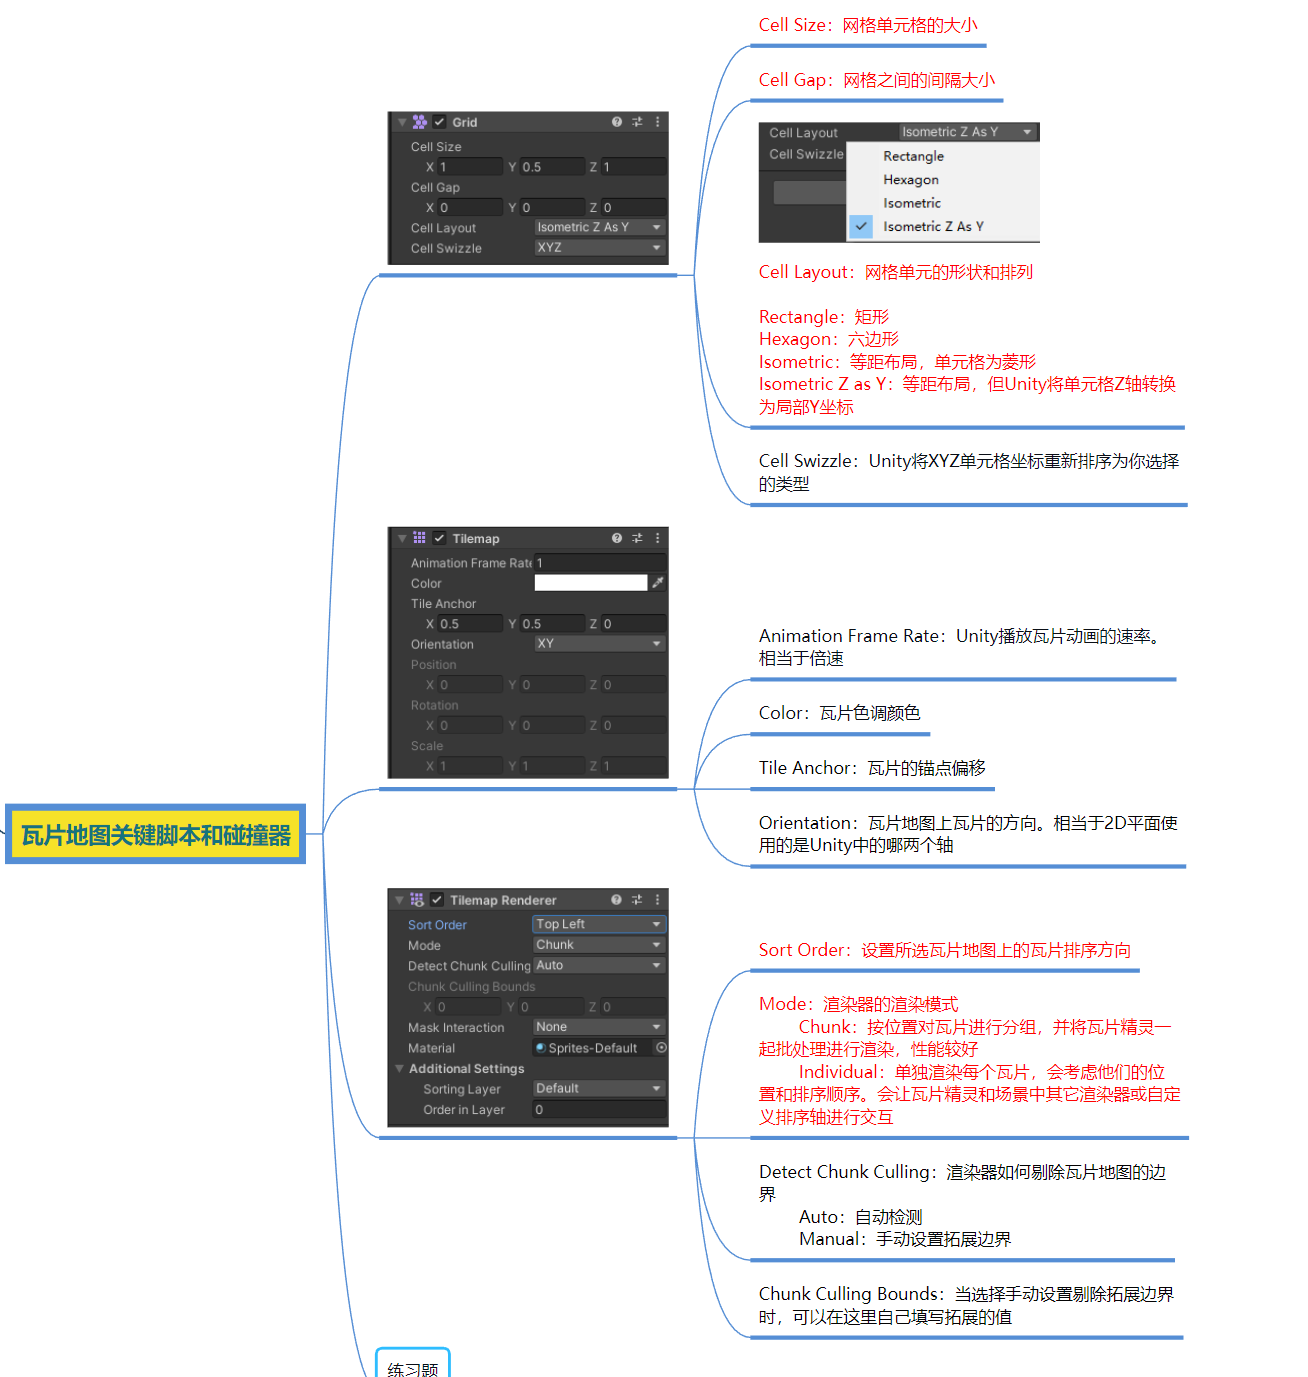 瓦片地图关键脚本和碰撞器
Grid
Cell Size
X 1 Y 0.5 Z 1
Cell Gap
X 0 Y 0 Z 0
Cell Layout Isometric Z As Y
Cell Swizzle XYZ
Cell Size：网格单元格的大小
Cell Gap：网格之间的间隔大小
Cell Layout Isometric Z As Y
Cell Swizzle
Rectangle
Hexagon
Isometric
Isometric Z As Y
Cell Layout：网格单元的形状和排列
Rectangle：矩形
Hexagon：六边形
Isometric：等距布局，单元格为菱形
Isometric Z as Y：等距布局，但Unity将单元格Z轴转换
为局部Y坐标
Cell Swizzle：Unity将XYZ单元格坐标重新排序为你选择
的类型
Tilemap
Animation Frame Rate 1
Color
Tile Anchor
X 0.5 Y 0.5 Z 0
Orientation XY
Position
X 0 Y 0 Z 0
Rotation
X 0 Y 0 Z 0
Scale
X 1 Y 1 Z 1
Animation Frame Rate：Unity播放瓦片动画的速率。
相当于倍速
Color：瓦片色调颜色
Tile Anchor：瓦片的锚点偏移
Orientation：瓦片地图上瓦片的方向。相当于2D平面使
用的是Unity中的哪两个轴
Tilemap Renderer
Sort Order Top Left
Mode Chunk
Detect Chunk Culling Auto
Chunk Culling Bounds
X 0 Y 0 Z 0
Mask Interaction None
Material Sprites-Default
Additional Settings
Sorting Layer Default
Order in Layer 0
Sort Order：设置所选瓦片地图上的瓦片排序方向
Mode：渲染器的渲染模式
Chunk：按位置对瓦片进行分组，并将瓦片精灵一
起批处理进行渲染，性能较好
Individual：单独渲染每个瓦片，会考虑他们的位
置和排序顺序。会让瓦片精灵和场景中其它渲染器或自定
义排序轴进行交互
Detect Chunk Culling：渲染器如何剔除瓦片地图的边
界
Auto：自动检测
Manual：手动设置拓展边界
Chunk Culling Bounds：当选择手动设置剔除拓展边界
时，可以在这里自己填写拓展的值
练习题